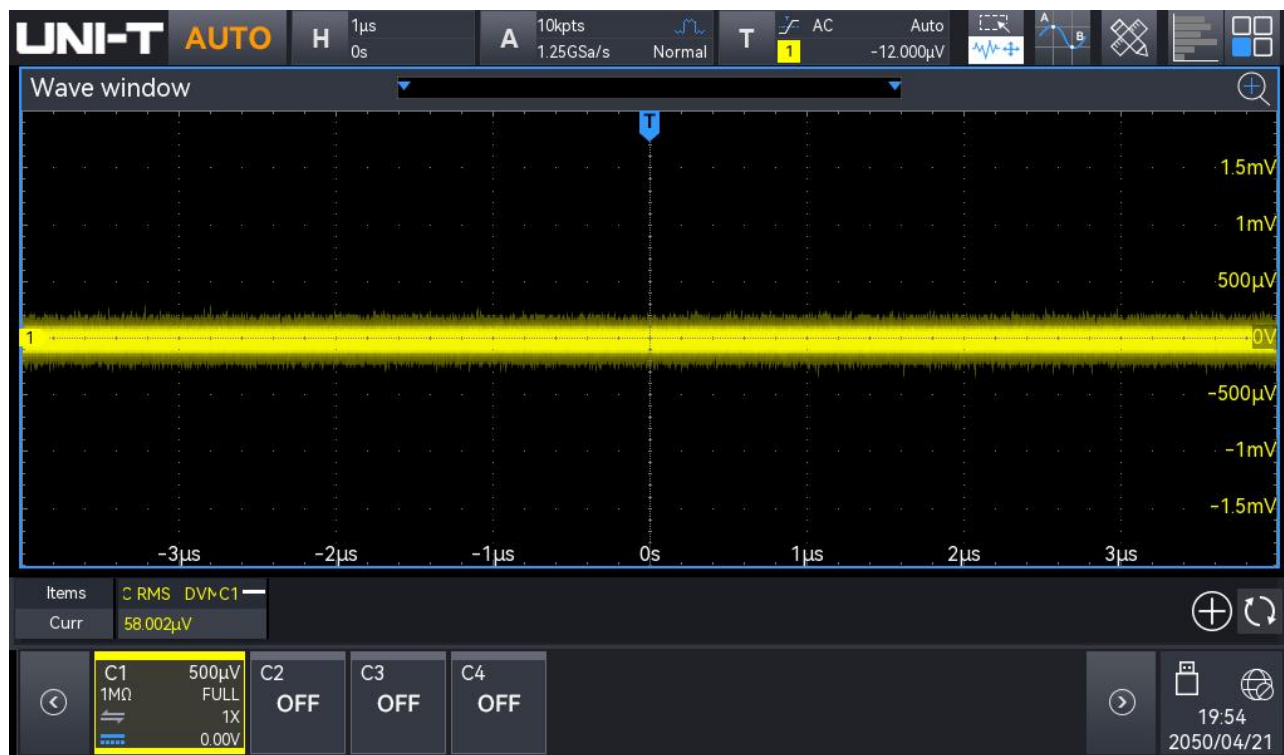 UNI-T AUTO H 1μs 0s A 10kpts 1.25GSa/s Normal T 1 AC Auto -12.000μV A B
Wave window
T
1.5mV
1mV
500μV
1 0V
-500μV
-1mV
-1.5mV
-3μs -2μs -1μs 0s 1μs 2μs 3μs
Items C RMS DVM C1
Curr 58.002μV
C1 500μV C2 C3 C4
1MΩ FULL OFF OFF OFF
1X
0.00V
19:54
2050/04/21